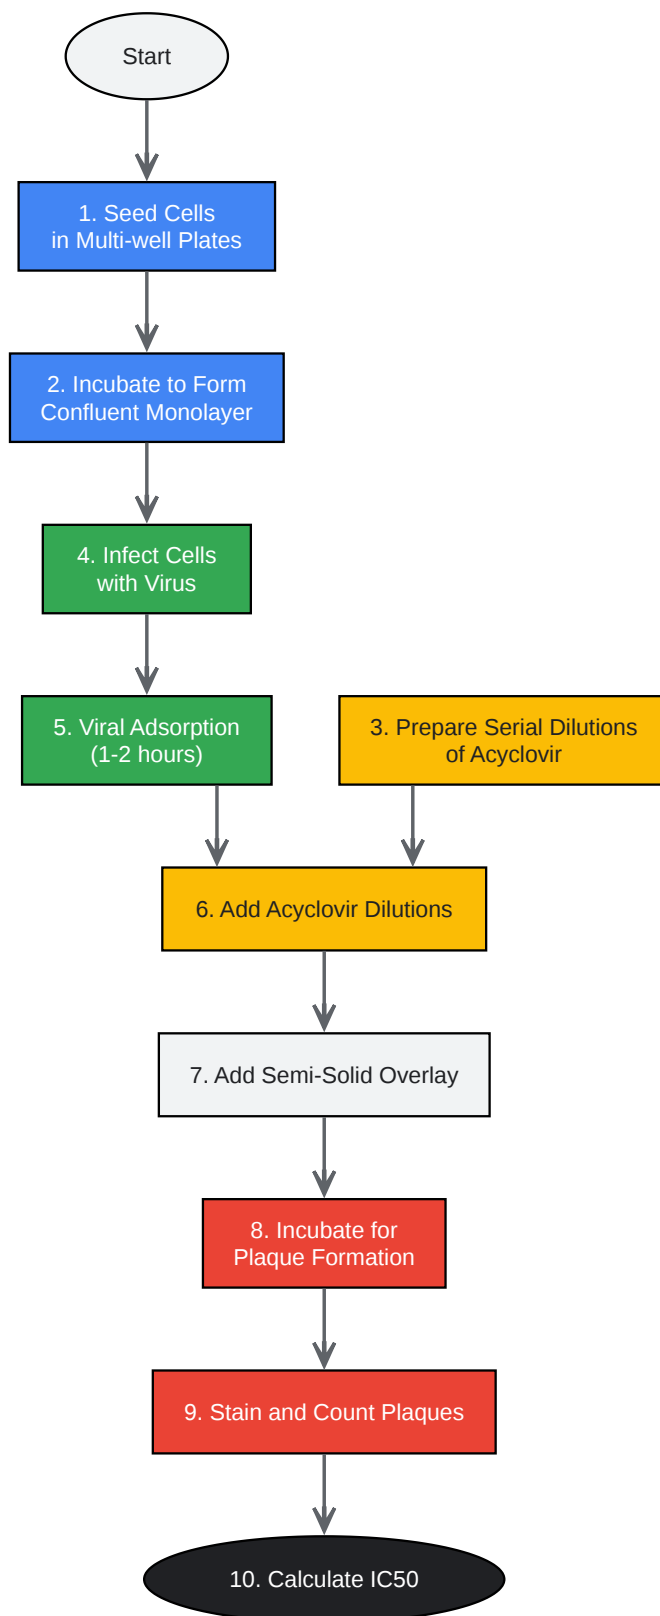 Start
1. Seed Cells
in Multi-well Plates
2. Incubate to Form
Confluent Monolayer
4. Infect Cells
with Virus
5. Viral Adsorption
(1-2 hours)
3. Prepare Serial Dilutions
of Acyclovir
6. Add Acyclovir Dilutions
7. Add Semi-Solid Overlay
8. Incubate for
Plaque Formation
9. Stain and Count Plaques
10. Calculate IC50